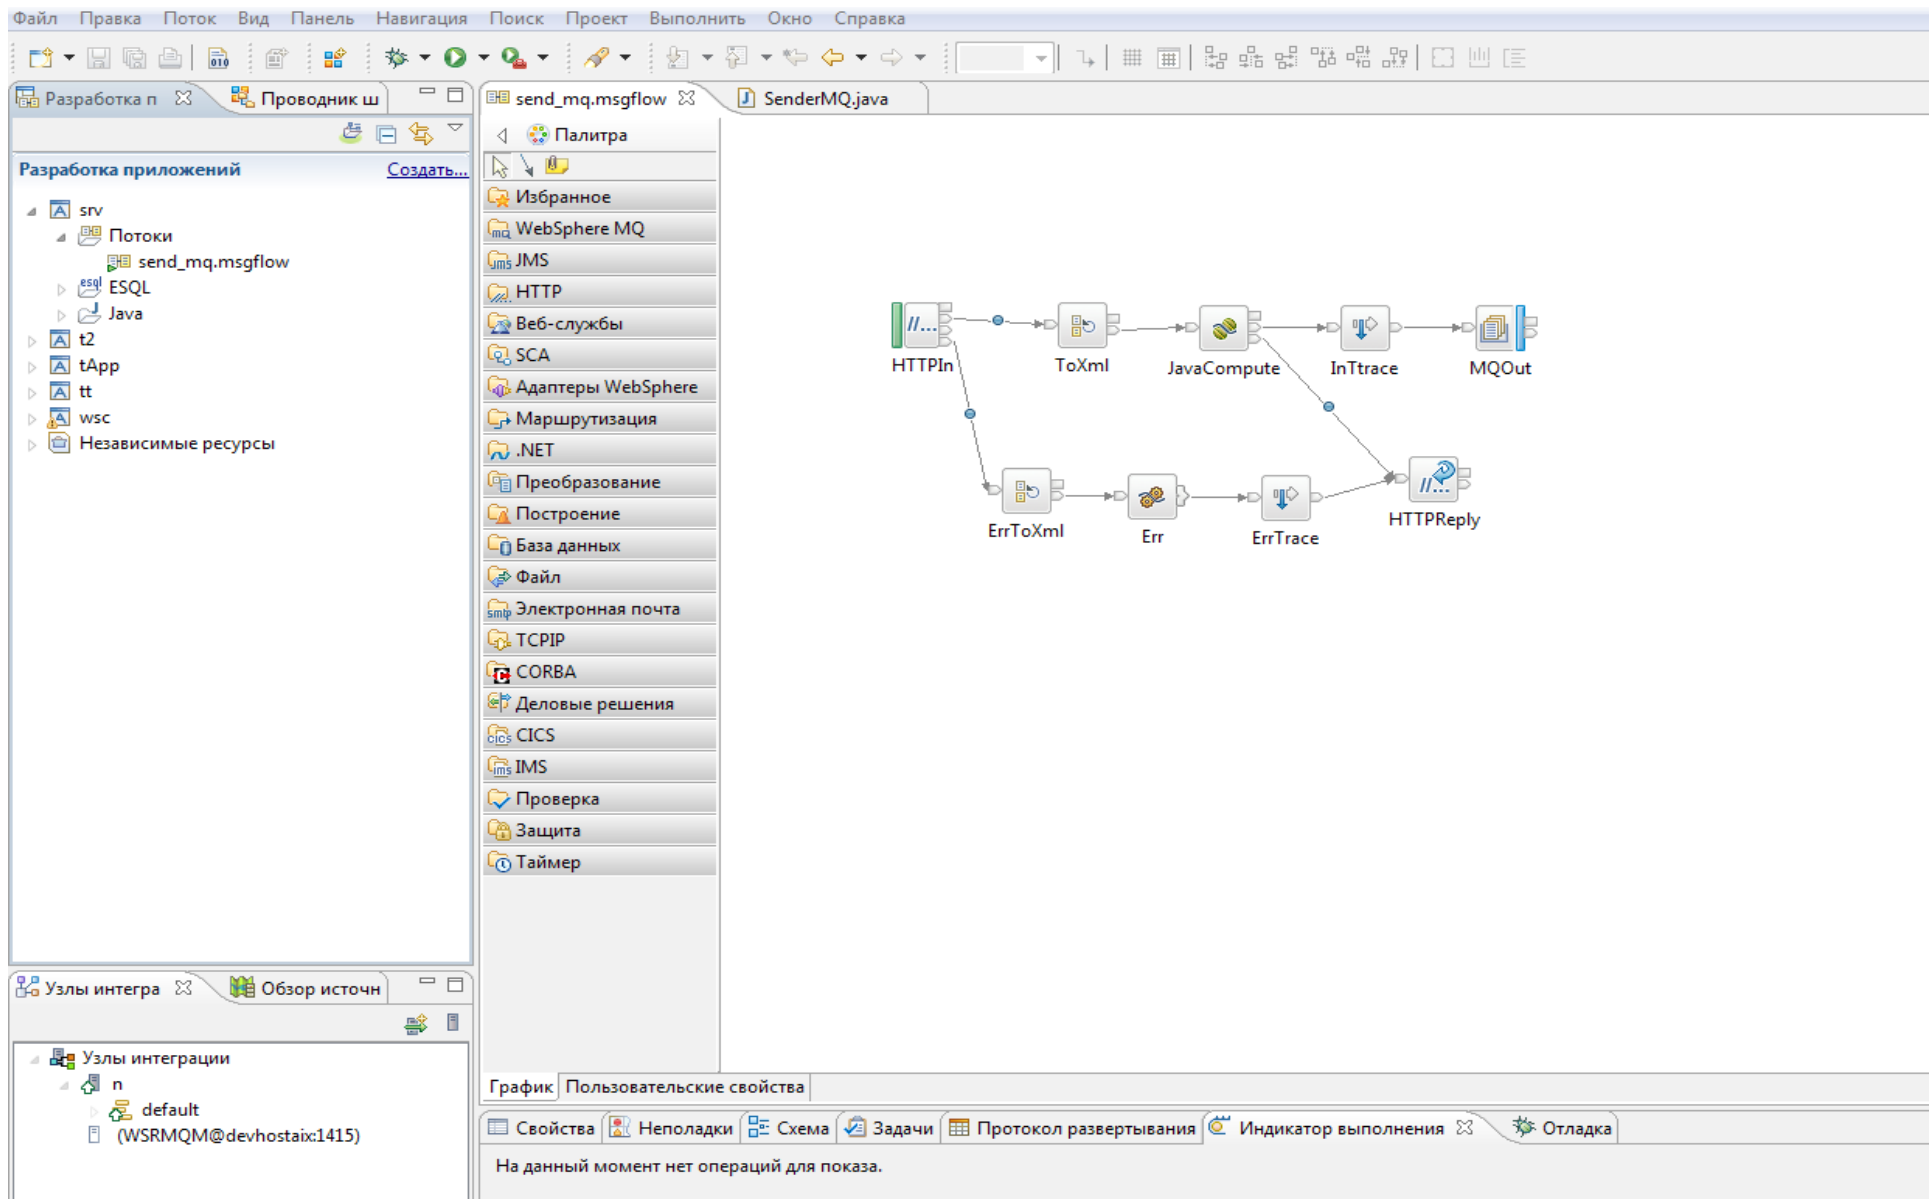 Файл Правка Поток Вид Панель Навигация Поиск Проект Выполнить Окно Справка
Разработка п
Проводник ш
send_mq.msgflow
SenderMQ.java
Разработка приложений
Создать...
srv
Потоки
send_mq.msgflow
ESQL
Java
t2
tApp
tt
wsc
Независимые ресурсы
Палитра
Избранное
WebSphere MQ
JMS
HTTP
Веб-службы
SCA
Адаптеры WebSphere
Маршрутизация
.NET
Преобразование
Построение
База данных
Файл
Электронная почта
TCPIP
CORBA
Деловые решения
CICS
IMS
Проверка
Защита
Таймер
HTTPIn
ToXml
JavaCompute
InTtrace
MQOut
ErrToXml
Err
ErrTrace
HTTPReply
График
Пользовательские свойства
Узлы интегра
Обзор источн
Узлы интеграции
n
default
(WSRMQM@devhostaix:1415)
Свойства
Неполадки
Схема
Задачи
Протокол развертывания
Индикатор выполнения
Отладка
На данный момент нет операций для показа.